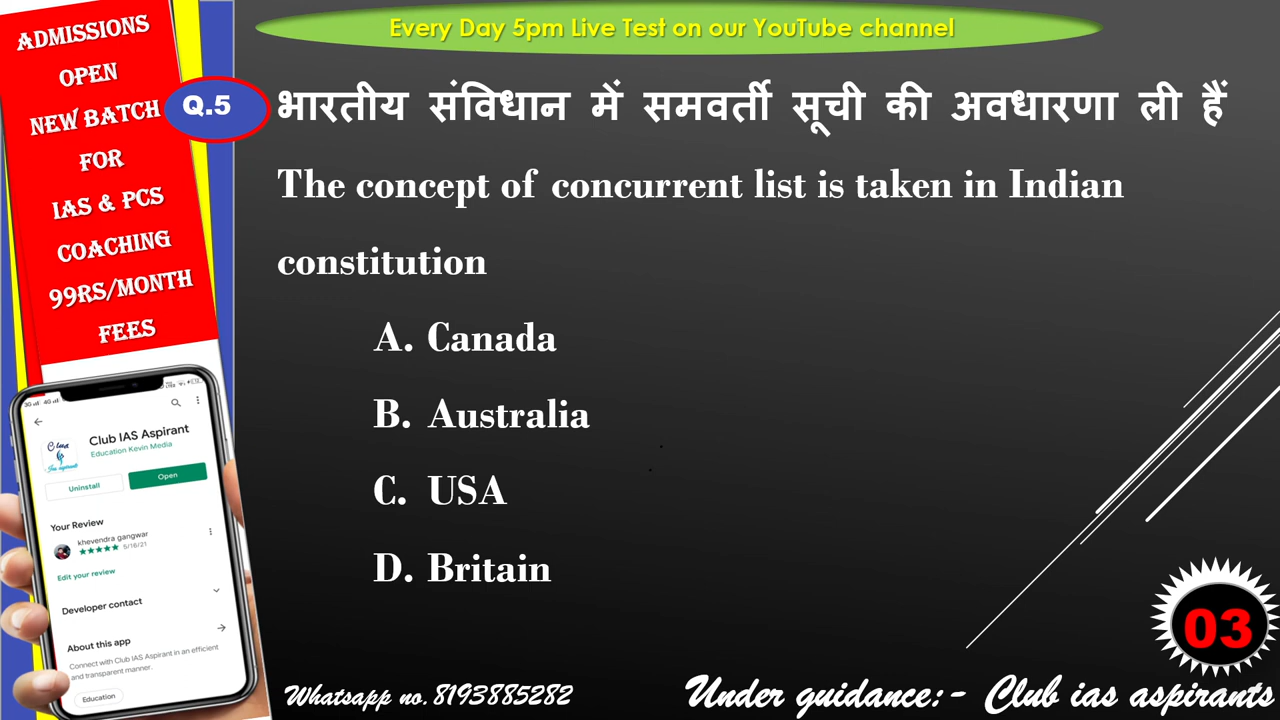 Every Day 5pm Live Test on our YouTube channel
ADMISSIONS
OPEN
NEW BATCH
FOR
IAS & PCS
COACHING
99RS/MONTH
FEES
Q.5
भारतीय संविधान में समवर्ती सूची की अवधारणा ली हैं
The concept of concurrent list is taken in Indian
constitution
A. Canada
B. Australia
C. USA
D. Britain
Club IAS Aspirant
Education Kevin Media
Uninstall
Open
Your Review
khevendra gangwar
5/16/21
Edit your review
Developer contact
About this app
Connect with Club IAS Aspirant in an efficient
and transparent manner.
Education
03
Whatsapp no. 8193885282
Under guidance:- Club ias aspirants